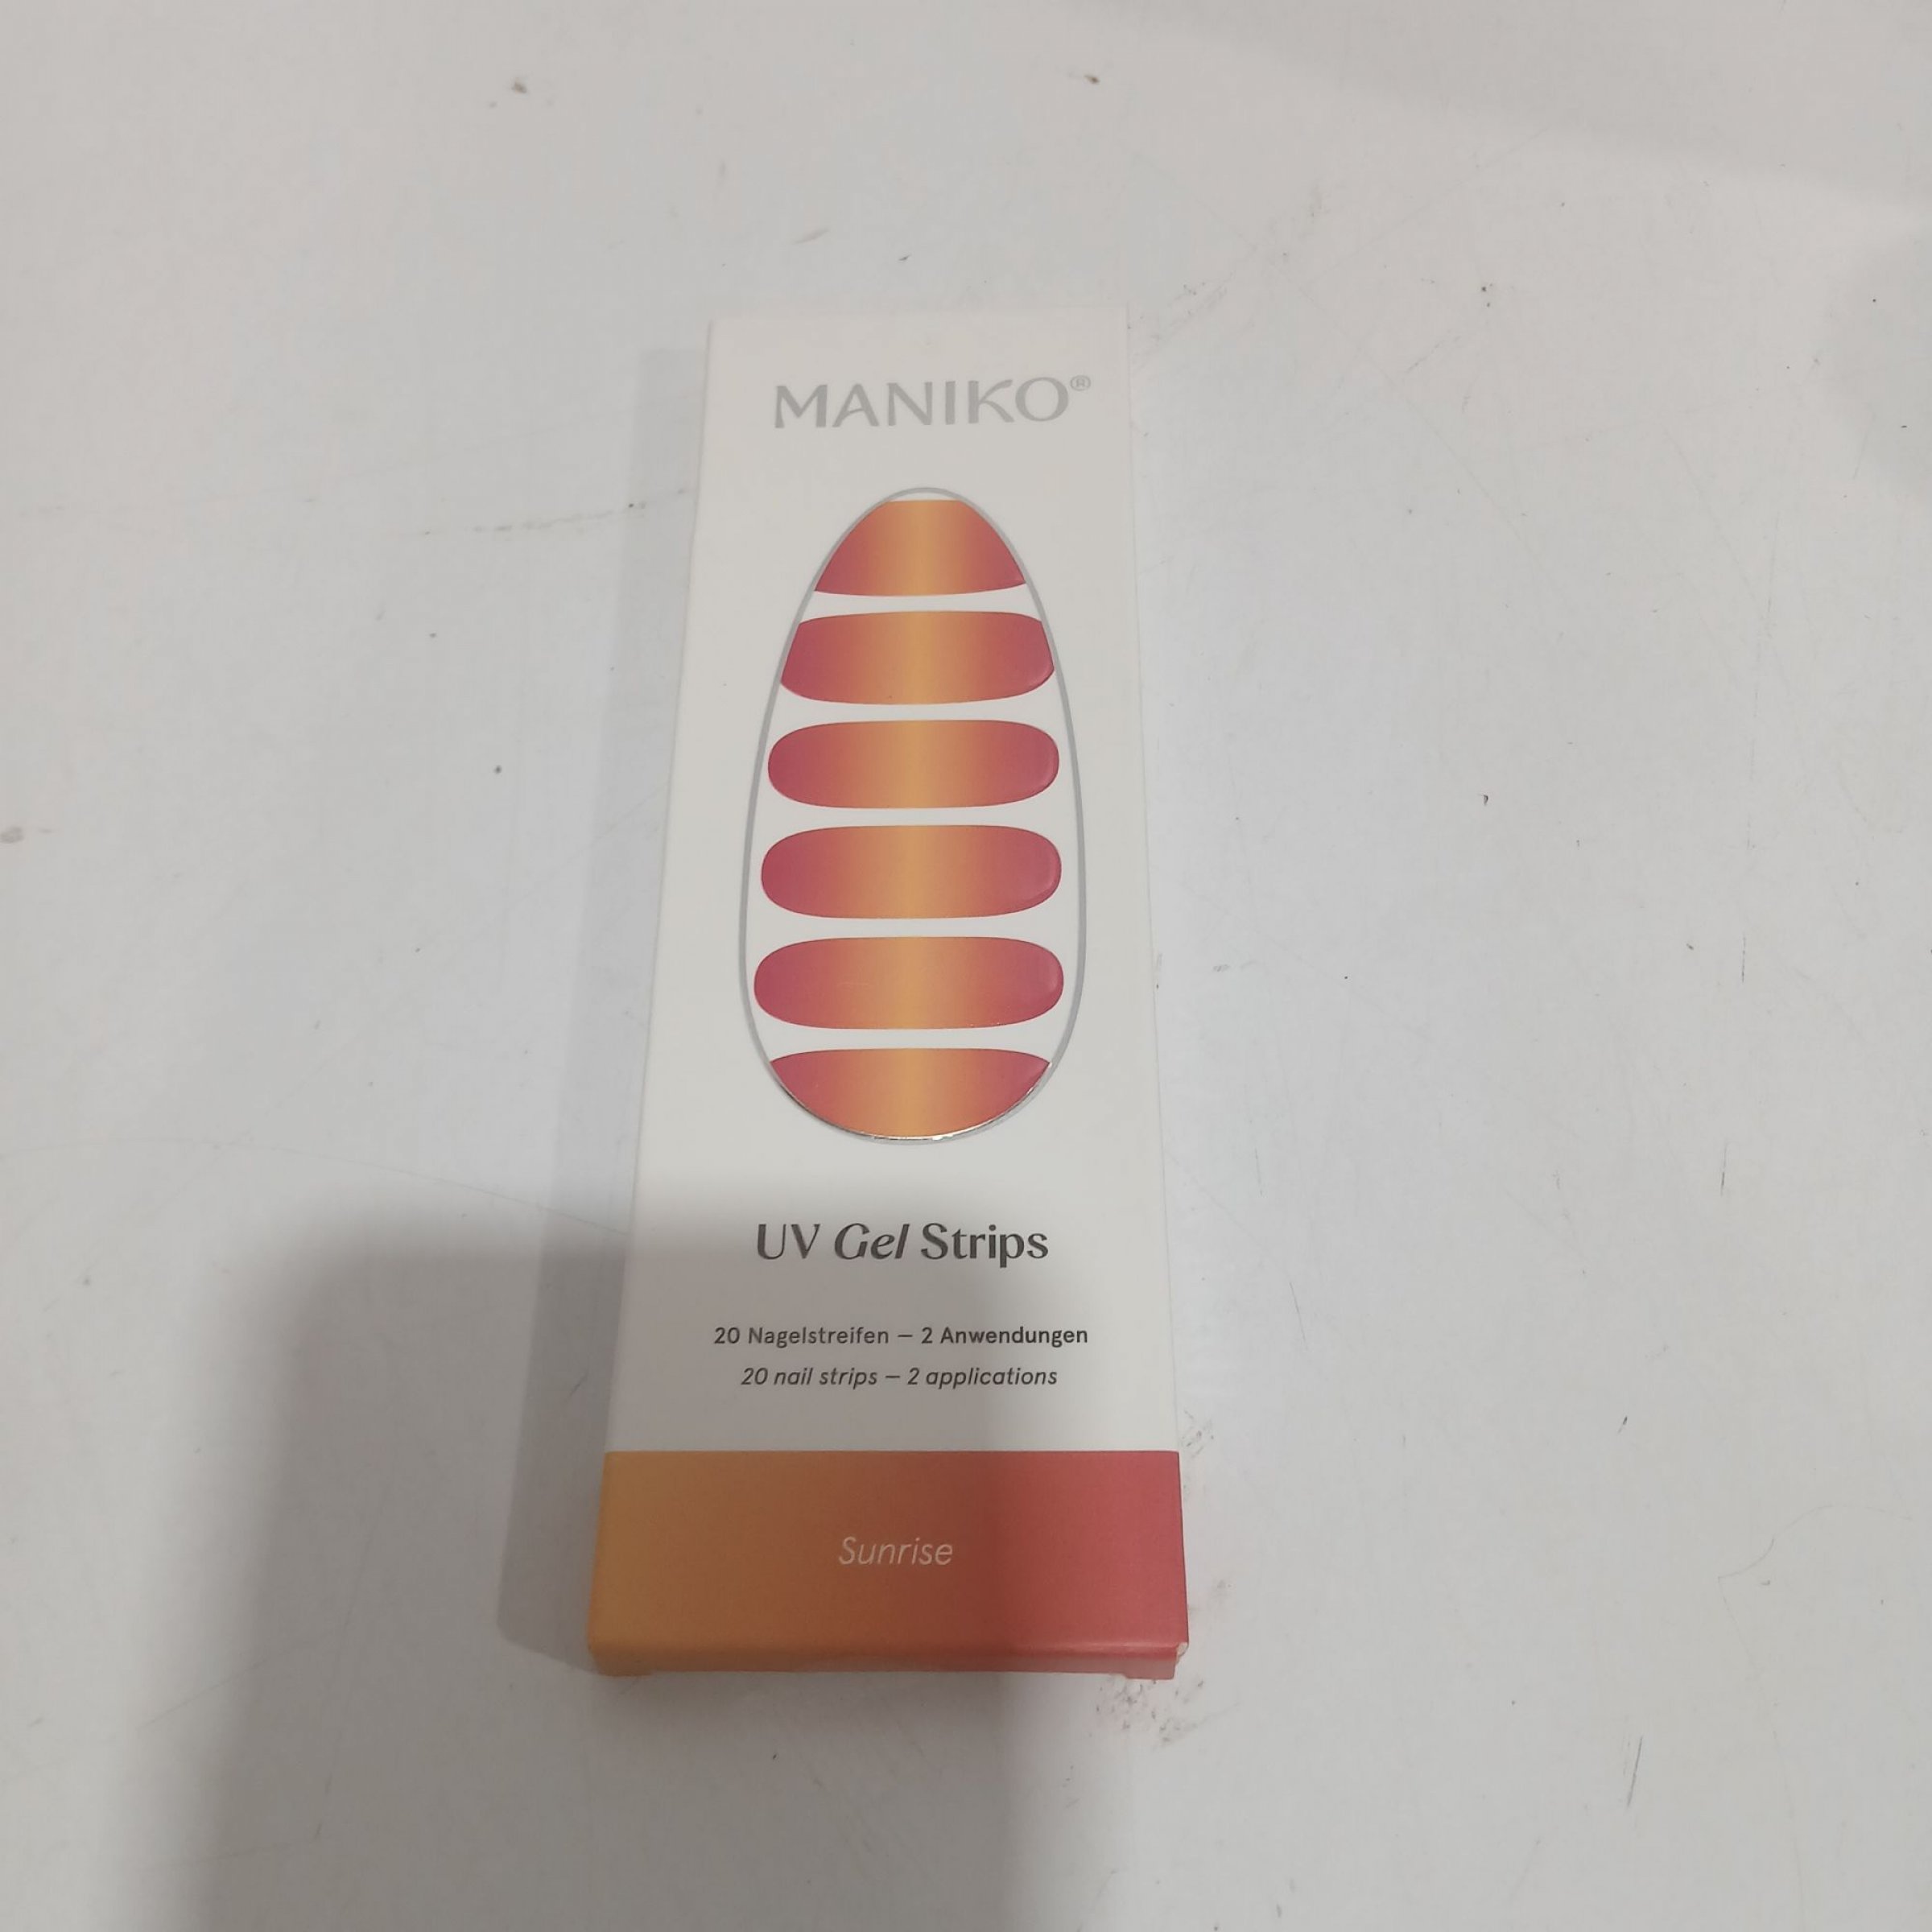 MANIKO®
UV Gel Strips
20 Nagelstreifen – 2 Anwendungen
20 nail strips – 2 applications
Sunrise